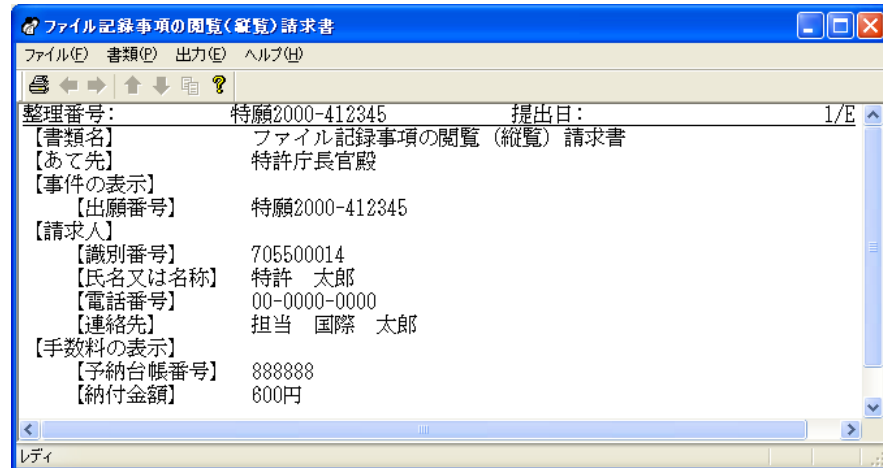 ファイル記録事項の閲覧(縦覧)請求書
ファイル(F) 書類(P) 出力(E) ヘルプ(H)
整理番号: 特願2000-412345 提出日: 1/E
【書類名】 ファイル記録事項の閲覧（縦覧）請求書
【あて先】 特許庁長官殿
【事件の表示】
【出願番号】 特願2000-412345
【請求人】
【識別番号】 705500014
【氏名又は名称】 特許 太郎
【電話番号】 00-0000-0000
【連絡先】 担当 国際 太郎
【手数料の表示】
【予納台帳番号】 888888
【納付金額】 600円
レディ